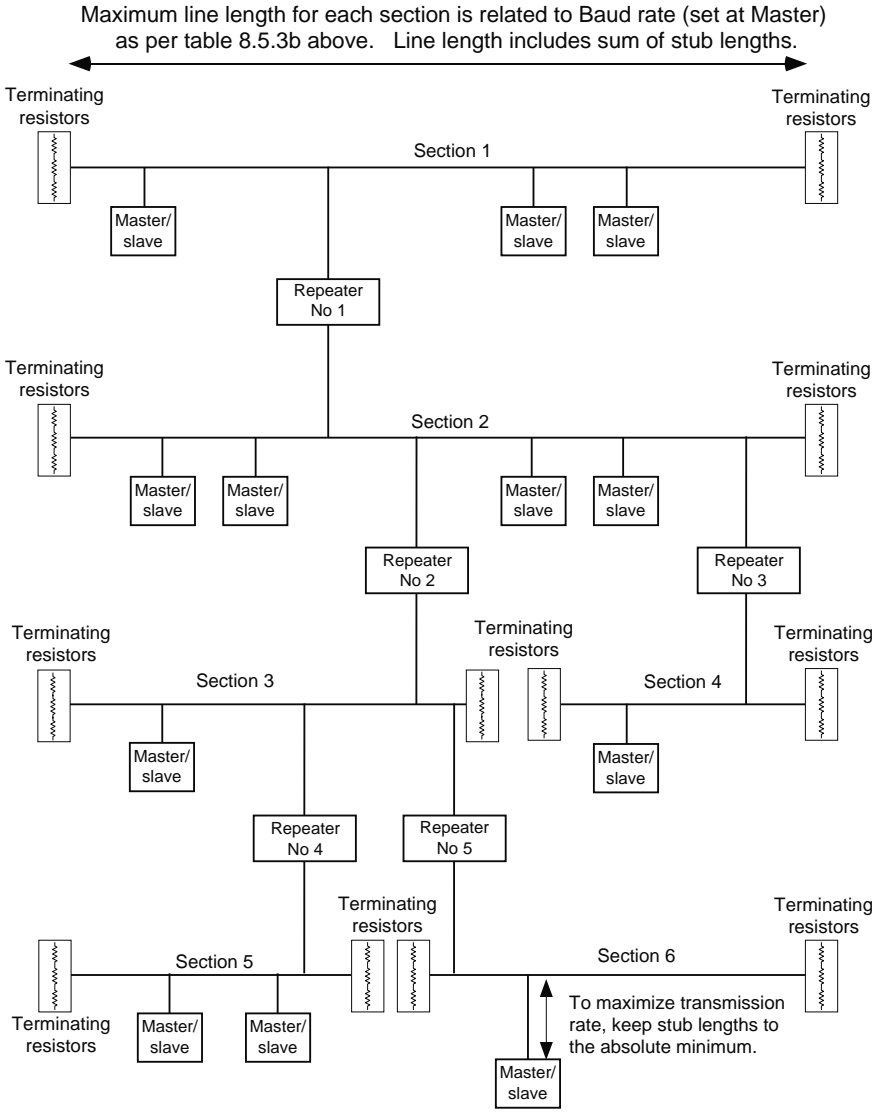 Maximum line length for each section is related to Baud rate (set at Master)
as per table 8.5.3b above. Line length includes sum of stub lengths.
Terminating
resistors
Terminating
resistors
Section 1
Master/
slave
Master/
slave
Master/
slave
Repeater
No 1
Terminating
resistors
Terminating
resistors
Section 2
Master/
slave
Master/
slave
Master/
slave
Master/
slave
Repeater
No 2
Repeater
No 3
Terminating
resistors
Terminating
resistors
Terminating
resistors
Section 3
Section 4
Master/
slave
Master/
slave
Repeater
No 4
Repeater
No 5
Terminating
resistors
Terminating
resistors
Section 5
Section 6
Terminating
resistors
Master/
slave
Master/
slave
To maximize transmission
rate, keep stub lengths to
the absolute minimum.
Master/
slave